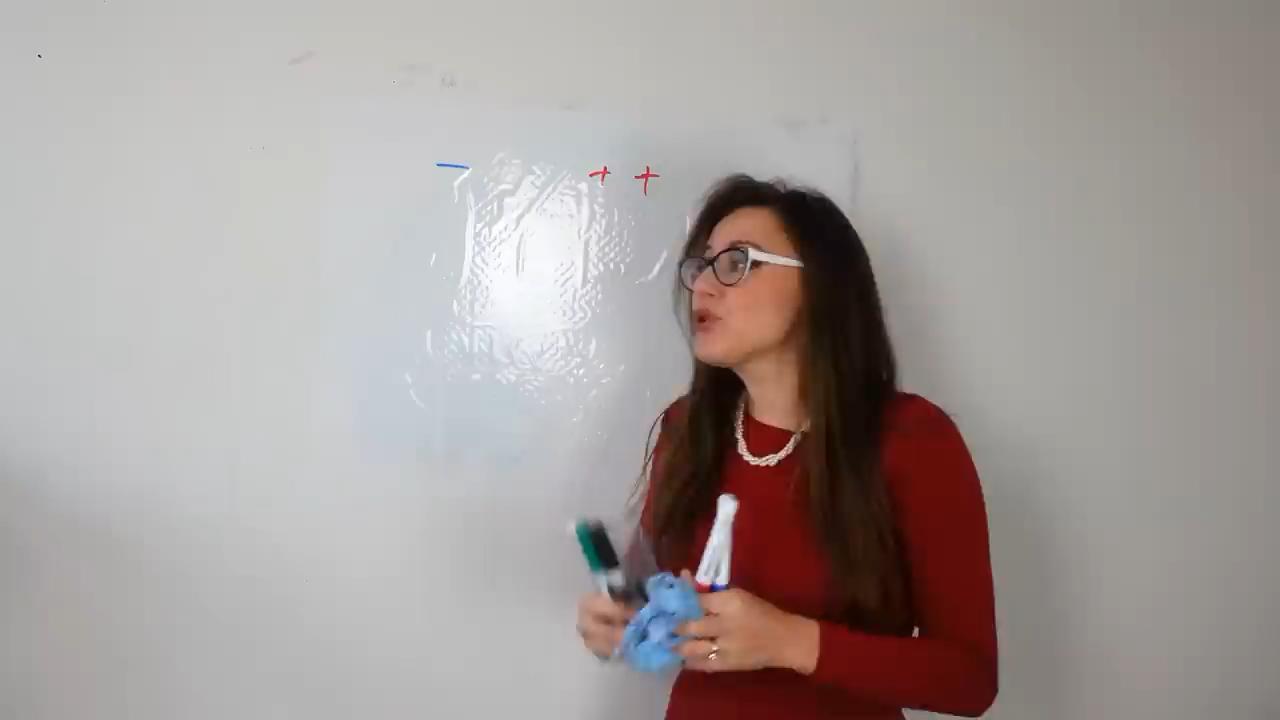 − + +